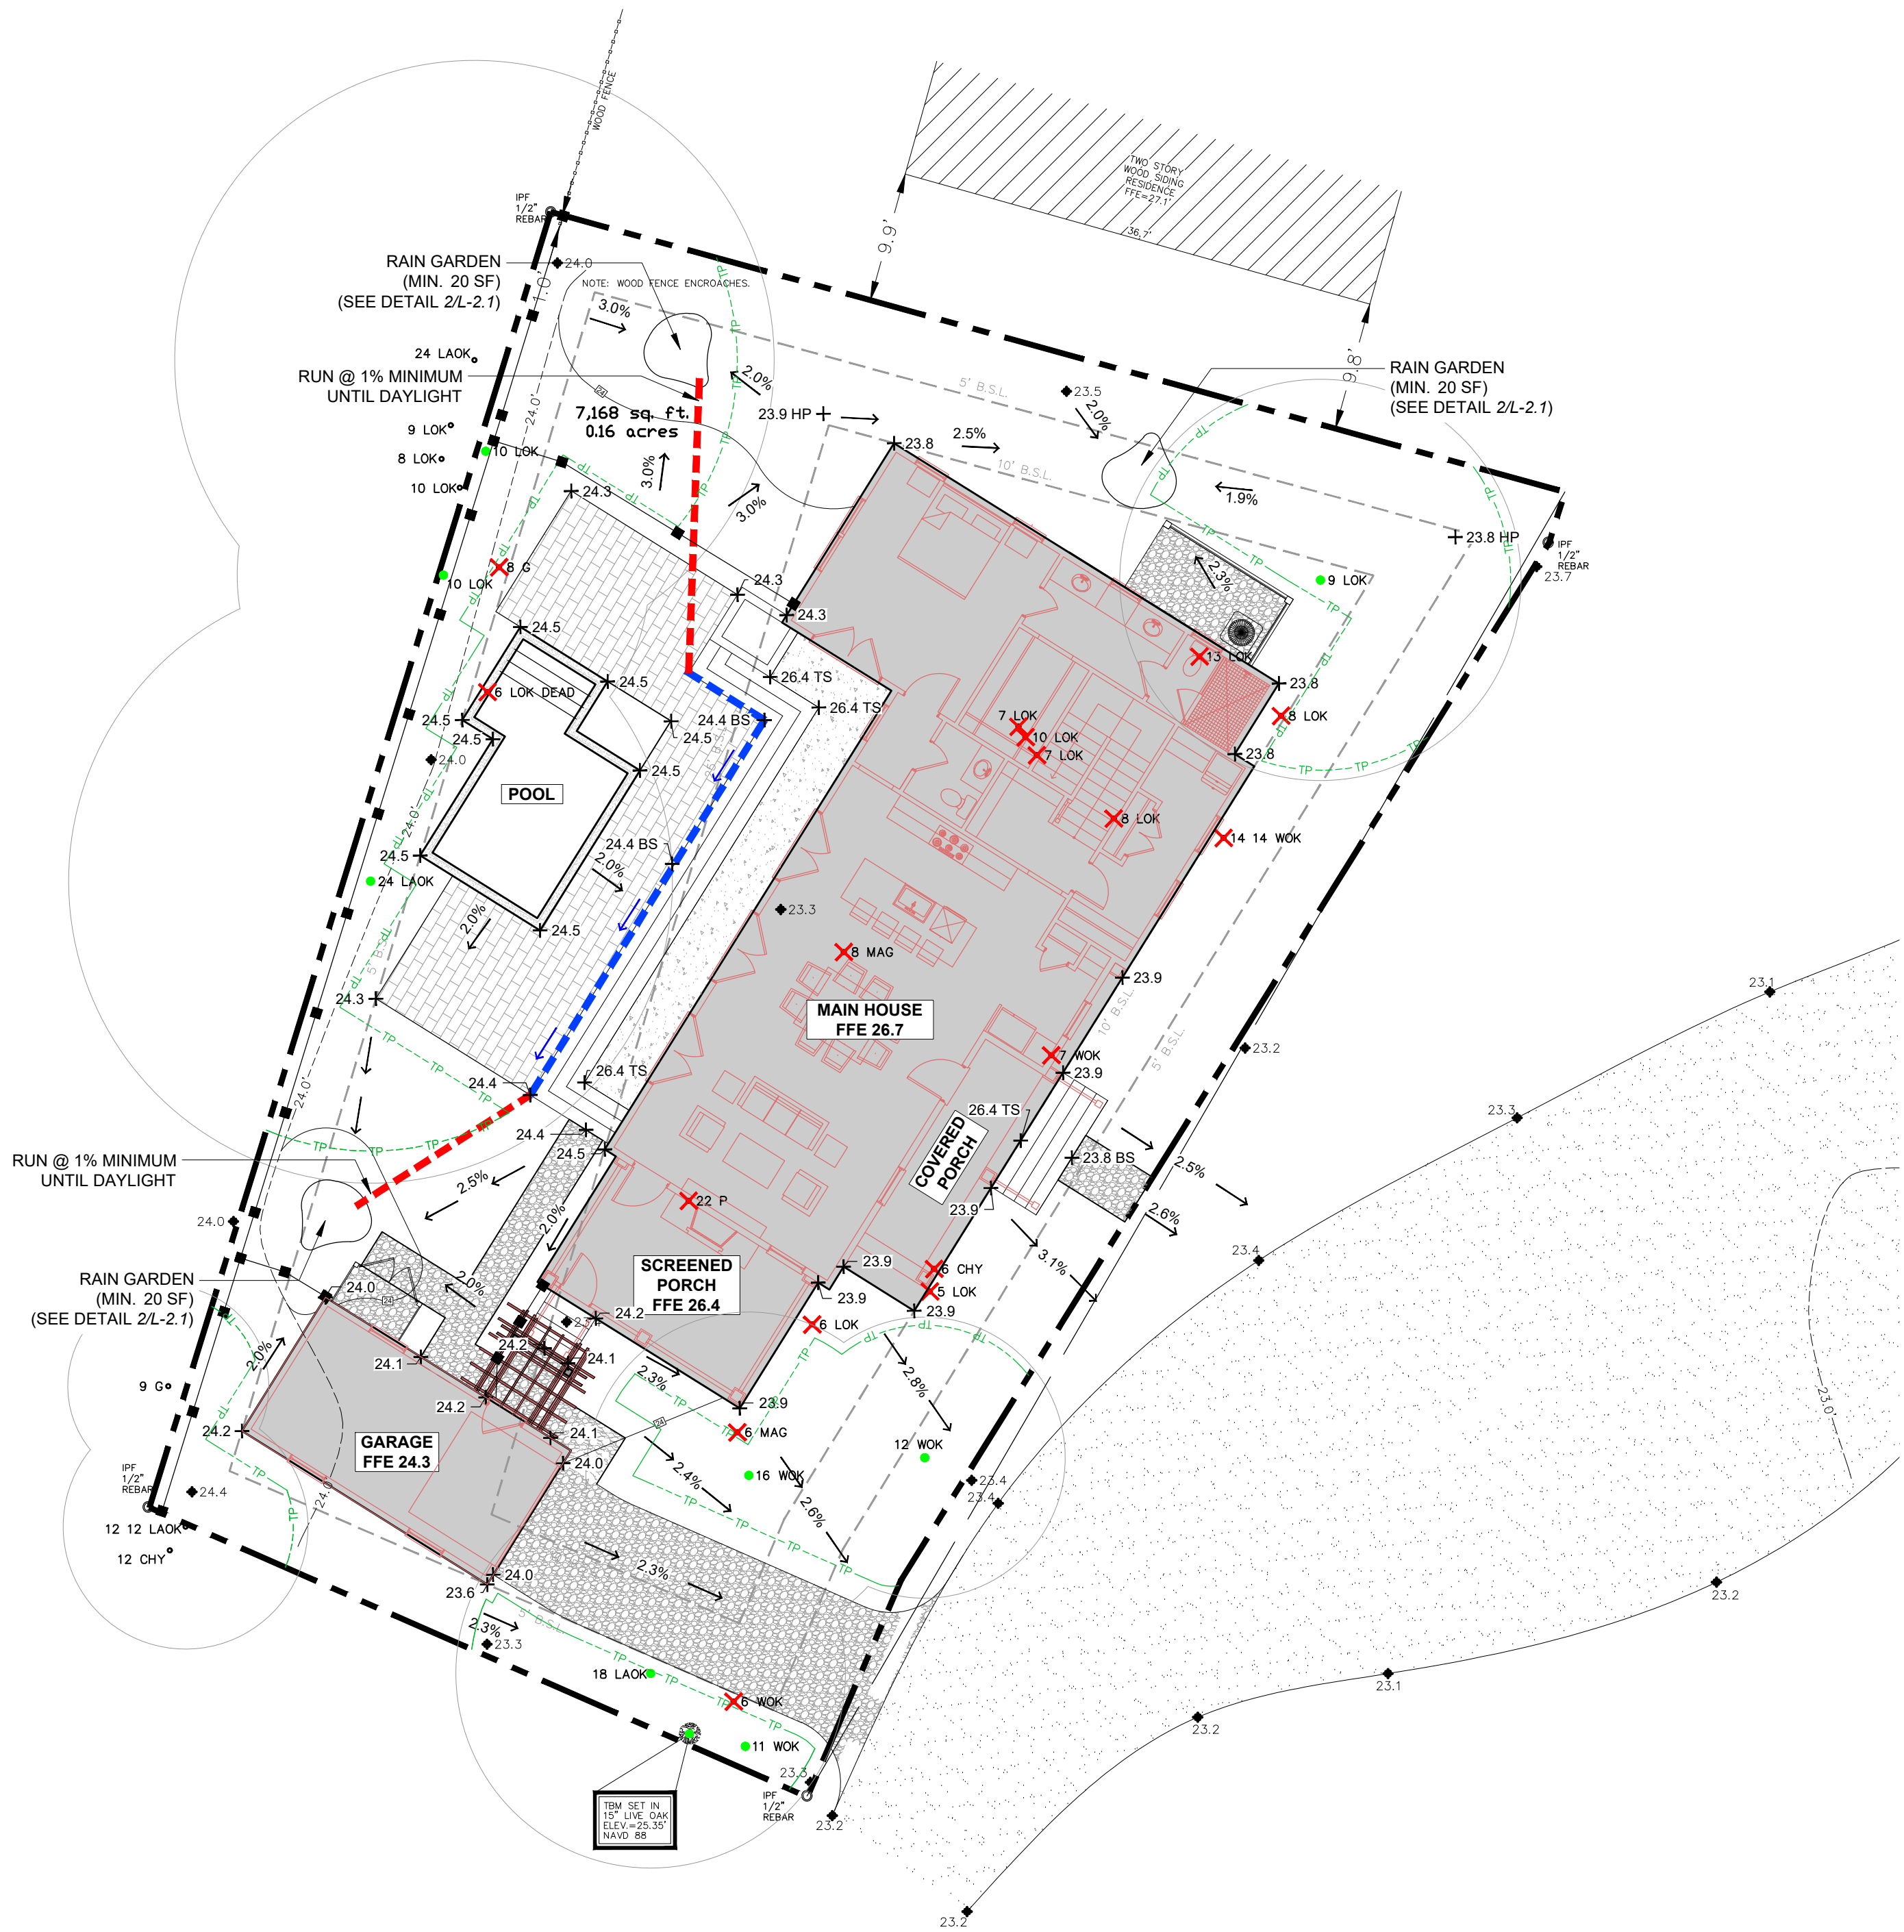 WOOD FENCE
TWO STORY
WOOD SIDING
RESIDENCE
FFE=27.1'
36.7'
9.9'
9.8'
IPF
1/2"
REBAR
24.0
1.0'
NOTE: WOOD FENCE ENCROACHES.
RAIN GARDEN
(MIN. 20 SF)
(SEE DETAIL 2/L-2.1)
3.0%
TP
TP
24 LAOK
RUN @ 1% MINIMUM
UNTIL DAYLIGHT
24
24.0'
7,168 sq. ft.
0.16 acres
2.0%
23.9 HP
5' B.S.L.
23.5
2.0%
RAIN GARDEN
(MIN. 20 SF)
(SEE DETAIL 2/L-2.1)
9 LOK
8 LOK
10 LOK
10 LOK
3.0%
3.0%
23.8
2.5%
10' B.S.L.
1.9%
23.8 HP
IPF
1/2"
REBAR
23.7
24.3
24.3
24.3
8 G
10 LOK
2.3%
9 LOK
24.5
24.5
6 LOK DEAD
24.5
24.5
24.0
24.5
24.5
26.4 TS
26.4 TS
24.4 BS
13 LOK
23.8
8 LOK
23.8
7 LOK
10 LOK
7 LOK
POOL
8 LOK
14 14 WOK
24.5
24.0'
24 LAOK
24.4 BS
2.0%
2.0%
24.5
23.3
8 MAG
5' B.S.
24.3
MAIN HOUSE
FFE 26.7
23.9
10' B.S.L.
5' B.S.L.
23.1
23.2
7 WOK
23.9
24.4
26.4 TS
26.4 TS
COVERED
PORCH
23.3
24.0'
24.4
24.5
RUN @ 1% MINIMUM
UNTIL DAYLIGHT
2.5%
23.8 BS
2.5%
2.6%
24.0
2.0%
22 P
23.9
3.1%
23.4
RAIN GARDEN
(MIN. 20 SF)
(SEE DETAIL 2/L-2.1)
24.0
24
2.0%
SCREENED
PORCH
FFE 26.4
23.9
23.9
6 CHY
5 LOK
23.9
6 LOK
24.2
24.2
24.1
24.1
2.0%
2.3%
2.8%
9 G
24.2
23.9
6 MAG
24
24.2
GARAGE
FFE 24.3
24.1
24.0
2.4%
16 WOK
12 WOK
2.6%
23.4
23.4
23.0'
IPF
1/2"
REBAR
24.4
24.0'
12 12 LAOK
12 CHY
24.0
23.6
2.3%
2.3%
5' B.S.L.
23.3
18 LAOK
6 WOK
11 WOK
23.3
IPF
1/2"
REBAR
23.2
23.2
23.1
23.2
23.2
TBM SET IN
15" LIVE OAK
ELEV.=25.35'
NAVD 88